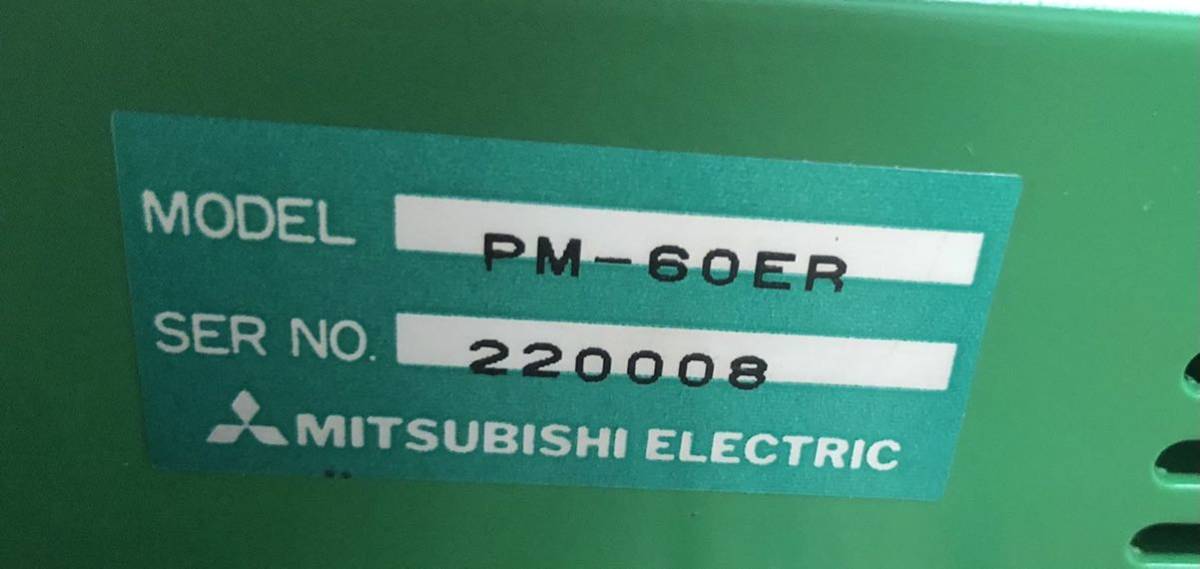 MODEL PM-60ER
SER NO. 220008
MITSUBISHI ELECTRIC